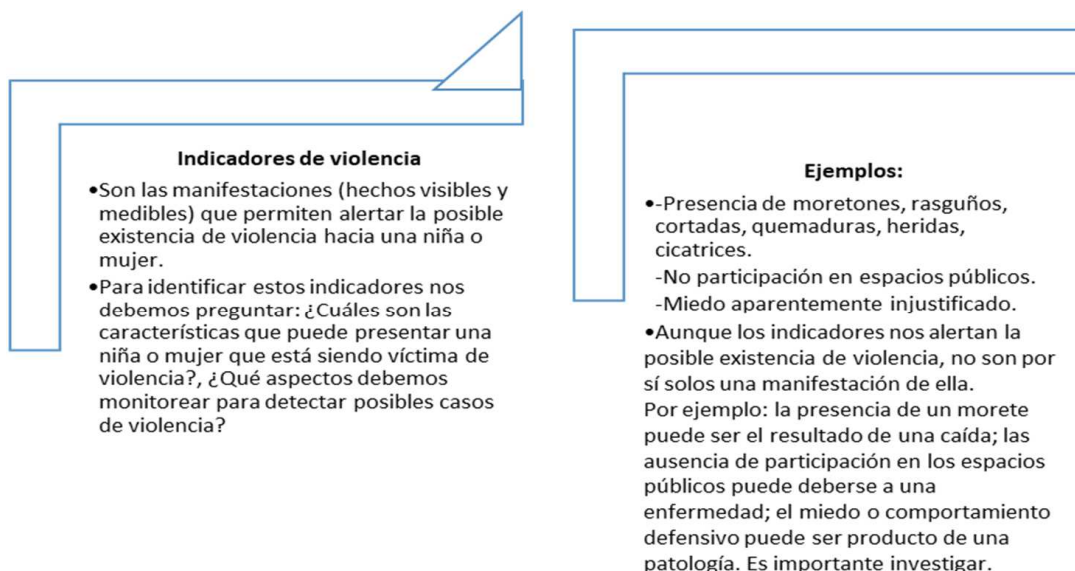 Indicadores de violencia
•Son las manifestaciones (hechos visibles y
medibles) que permiten alertar la posible
existencia de violencia hacia una niña o
mujer.
•Para identificar estos indicadores nos
debemos preguntar: ¿Cuáles son las
características que puede presentar una
niña o mujer que está siendo víctima de
violencia?, ¿Qué aspectos debemos
monitorear para detectar posibles casos
de violencia?
Ejemplos:
•-Presencia de moretones, rasguños,
cortadas, quemaduras, heridas,
cicatrices.
-No participación en espacios públicos.
-Miedo aparentemente injustificado.
•Aunque los indicadores nos alertan la
posible existencia de violencia, no son por
sí solos una manifestación de ella.
Por ejemplo: la presencia de un morete
puede ser el resultado de una caída; las
ausencia de participación en los espacios
públicos puede deberse a una
enfermedad; el miedo o comportamiento
defensivo puede ser producto de una
patología. Es importante investigar.